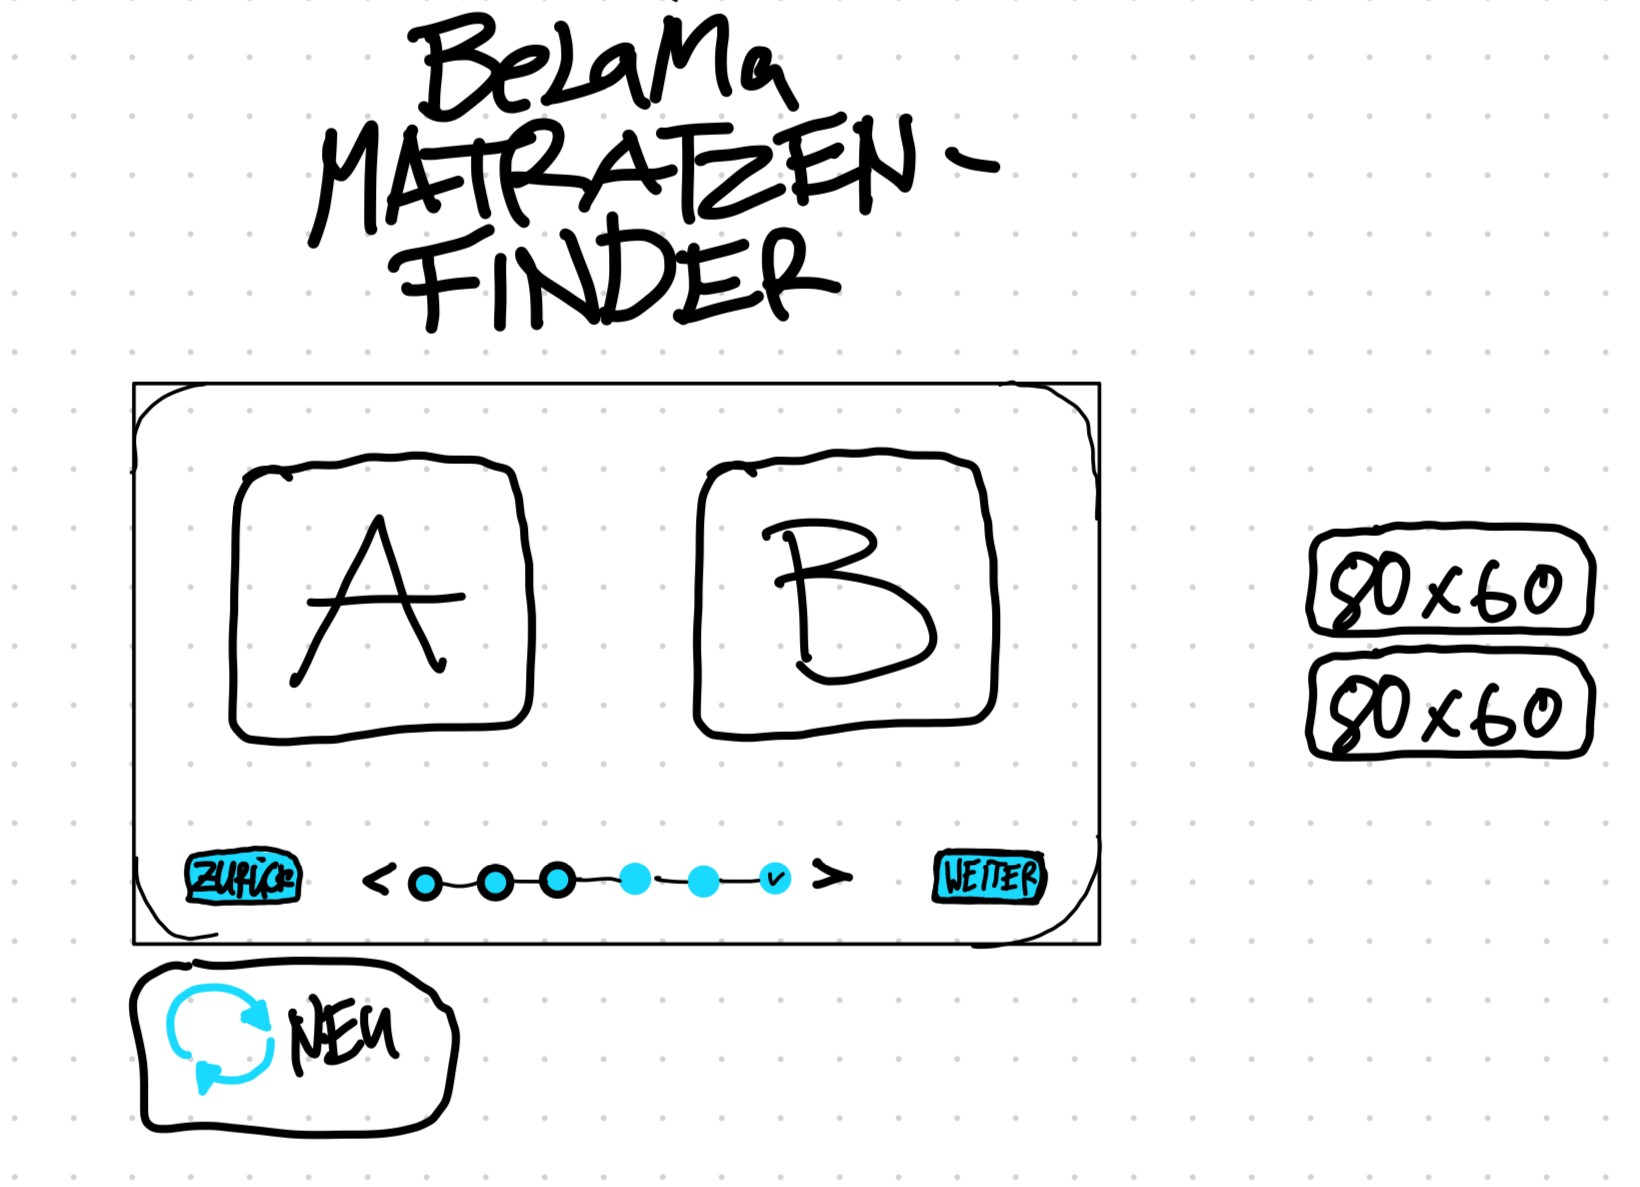 BeLaMa
MATRATZEN-
FINDER
A
B
80x60
80x60
ZURÜCK
<
>
WEITER
NEU